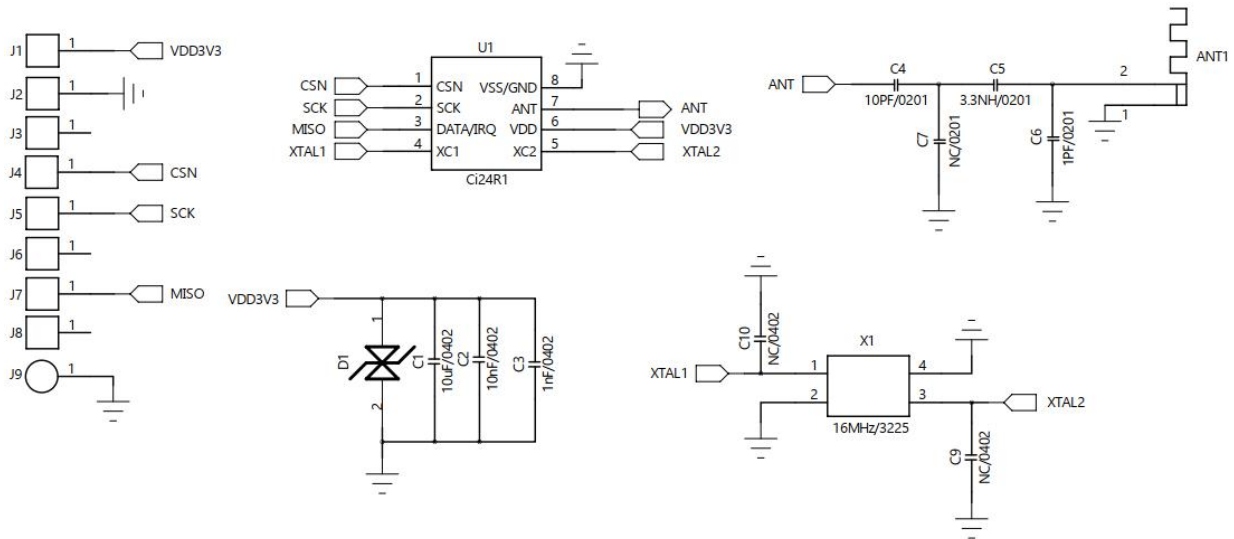 J1 1 VDD3V3
J2 1
J3 1
J4 1 CSN
J5 1 SCK
J6 1
J7 1 MISO
J8 1
J9 1
U1
CSN 1 CSN VSS/GND 8
SCK 2 SCK ANT 7 ANT
MISO 3 DATA/IRQ VDD 6 VDD3V3
XTAL1 4 XC1 XC2 5 XTAL2
Ci24R1
ANT C4 C5 2 ANT1
10PF/0201 3.3NH/0201 1
C7
NC/0201
C6
1PF/0201
VDD3V3
1
D1
2
C1
10uF/0402
C2
10nF/0402
C3
1nF/0402
C10
NC/0402
X1
XTAL1 1 4
2 3 XTAL2
16MHz/3225
C9
NC/0402